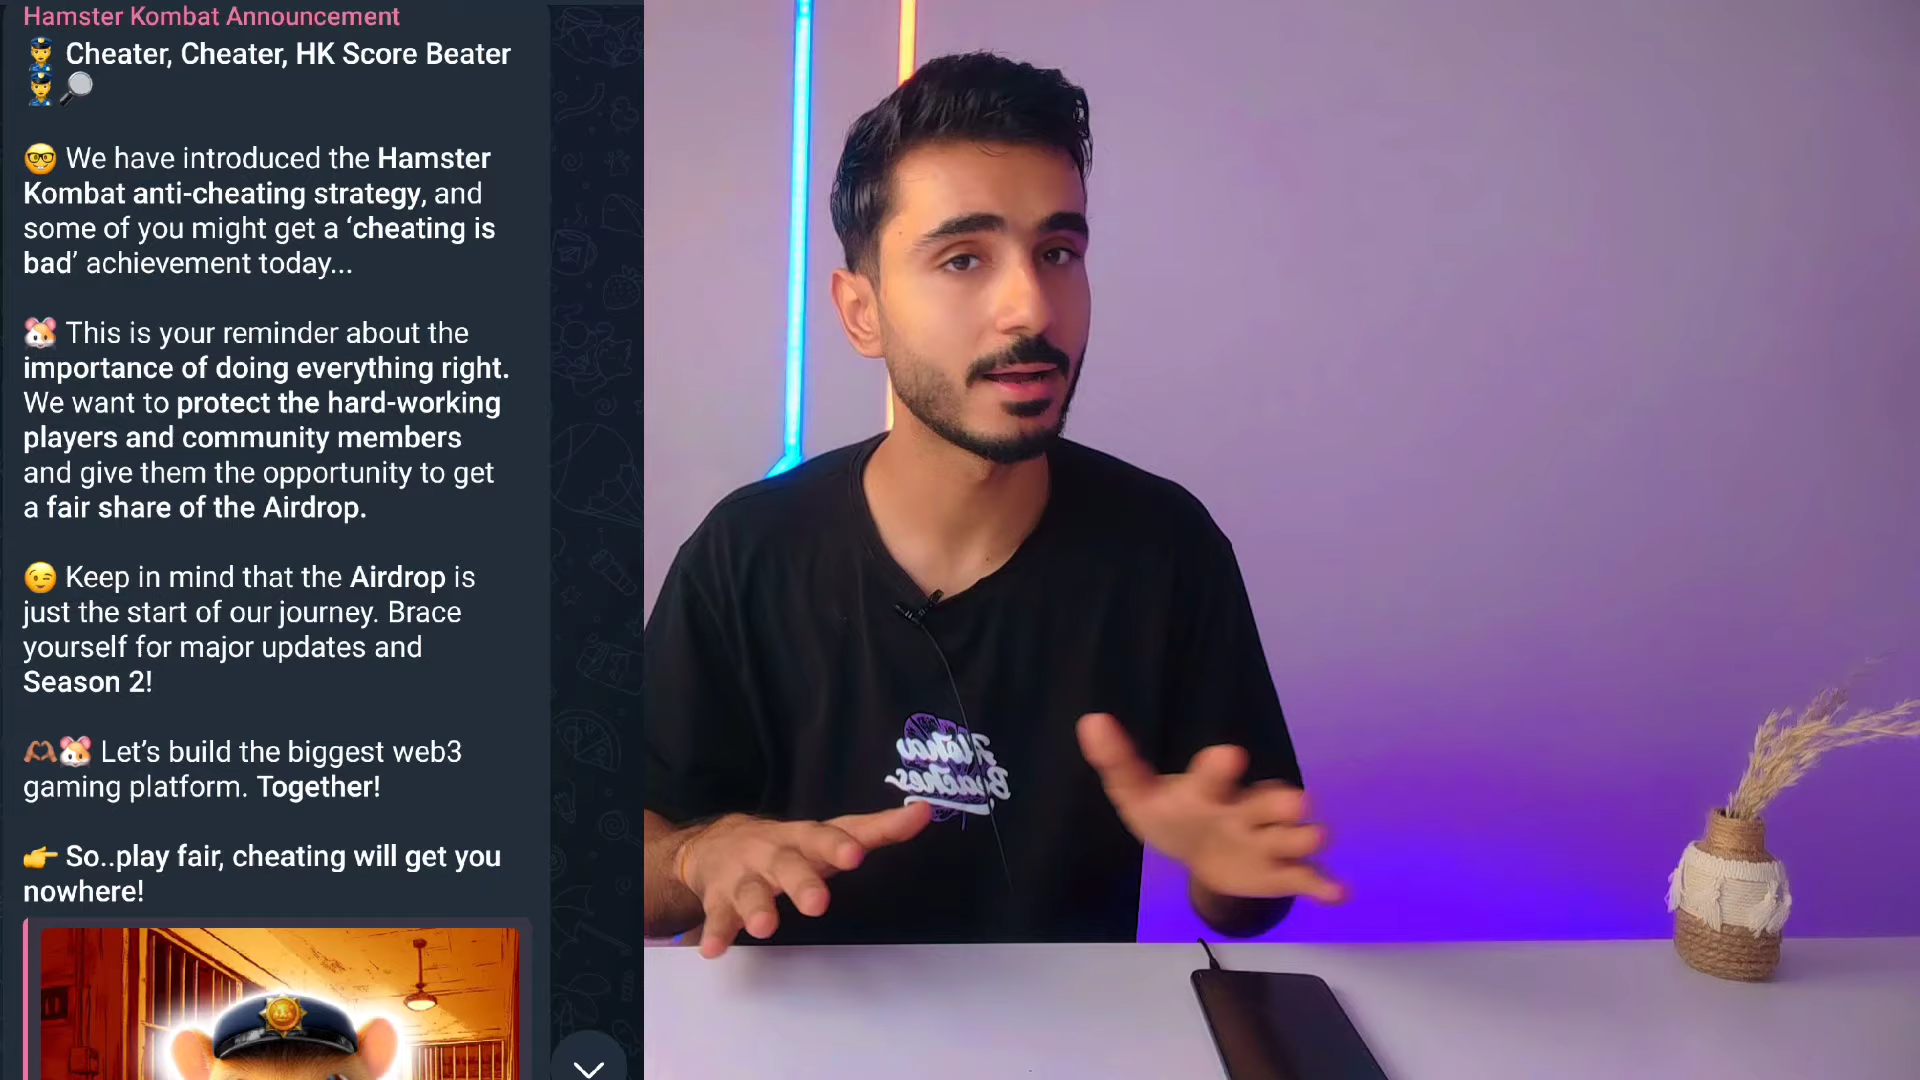 Hamster Kombat Announcement
👮 Cheater, Cheater, HK Score Beater
👮🔎
🤓 We have introduced the Hamster
Kombat anti-cheating strategy, and
some of you might get a ‘cheating is
bad’ achievement today...
🐹 This is your reminder about the
importance of doing everything right.
We want to protect the hard-working
players and community members
and give them the opportunity to get
a fair share of the Airdrop.
😉 Keep in mind that the Airdrop is
just the start of our journey. Brace
yourself for major updates and
Season 2!
🫶🏾🐹 Let’s build the biggest web3
gaming platform. Together!
👉 So..play fair, cheating will get you
nowhere!
Beaches